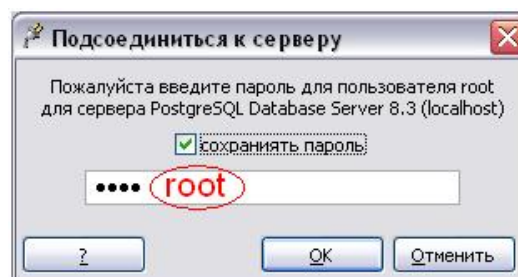 Подсоединиться к серверу
Пожалуйста введите пароль для пользователя root
для сервера PostgreSQL Database Server 8.3 (localhost)
сохраниять пароль
•••• root
?
OK
Отменить